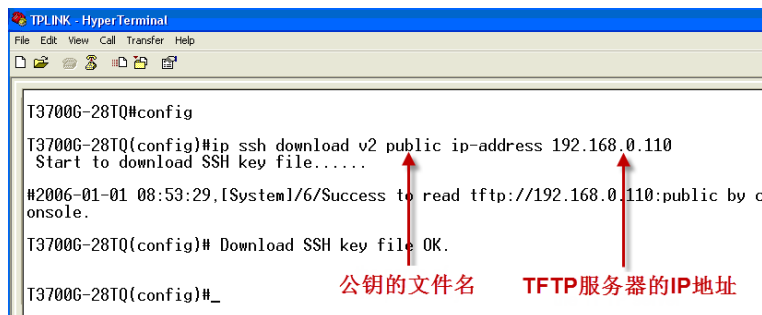 TPLINK - HyperTerminal
File Edit View Call Transfer Help
T3700G-28TQ#config
T3700G-28TQ(config)#ip ssh download v2 public ip-address 192.168.0.110
Start to download SSH key file......
#2006-01-01 08:53:29,[System]/6/Success to read tftp://192.168.0.110:public by c
onsole.
T3700G-28TQ(config)# Download SSH key file OK.
公钥的文件名 TFTP服务器的IP地址
T3700G-28TQ(config)#_